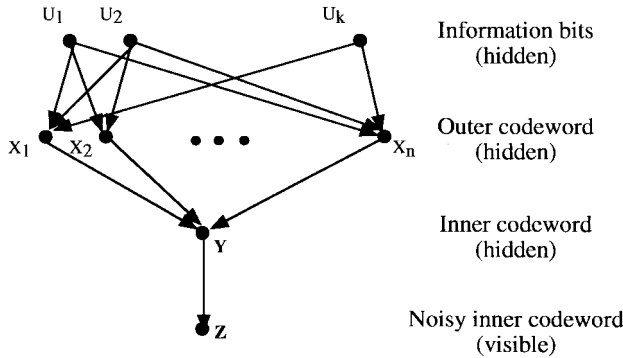 U1 U2 Uk Information bits
(hidden)
X1 X2 Xn Outer codeword
(hidden)
Y Inner codeword
(hidden)
Z Noisy inner codeword
(visible)